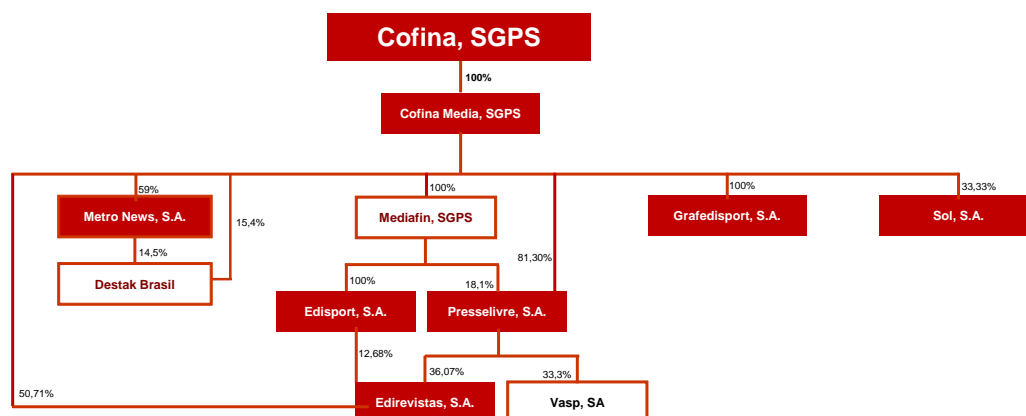 Cofina, SGPS
100%
Cofina Media, SGPS
59%
100%
100%
33,33%
Metro News, S.A.
15,4%
Mediafin, SGPS
Grafedisport, S.A.
Sol, S.A.
14,5%
81,30%
Destak Brasil
100%
18,1%
Edisport, S.A.
Presselivre, S.A.
12,68%
36,07%
33,3%
50,71%
Edirevistas, S.A.
Vasp, SA